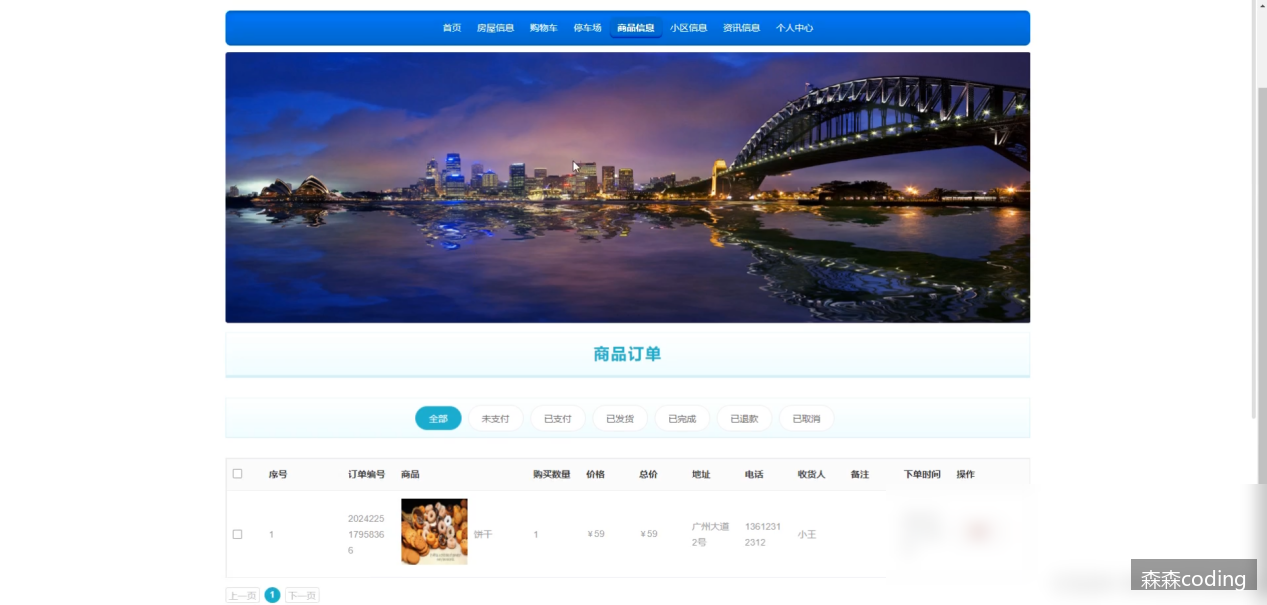 首页 房屋信息 购物车 停车场 商品信息 小区信息 资讯信息 个人中心
商品订单
全部 未支付 已支付 已发货 已完成 已退款 已取消
序号 订单编号 商品 购买数量 价格 总价 地址 电话 收货人 备注 下单时间 操作
1 2024225 1795836 6 饼干 1 ¥59 ¥59 广州大道 2号 1361231 2312 小王
上一页 1 下一页
森森coding